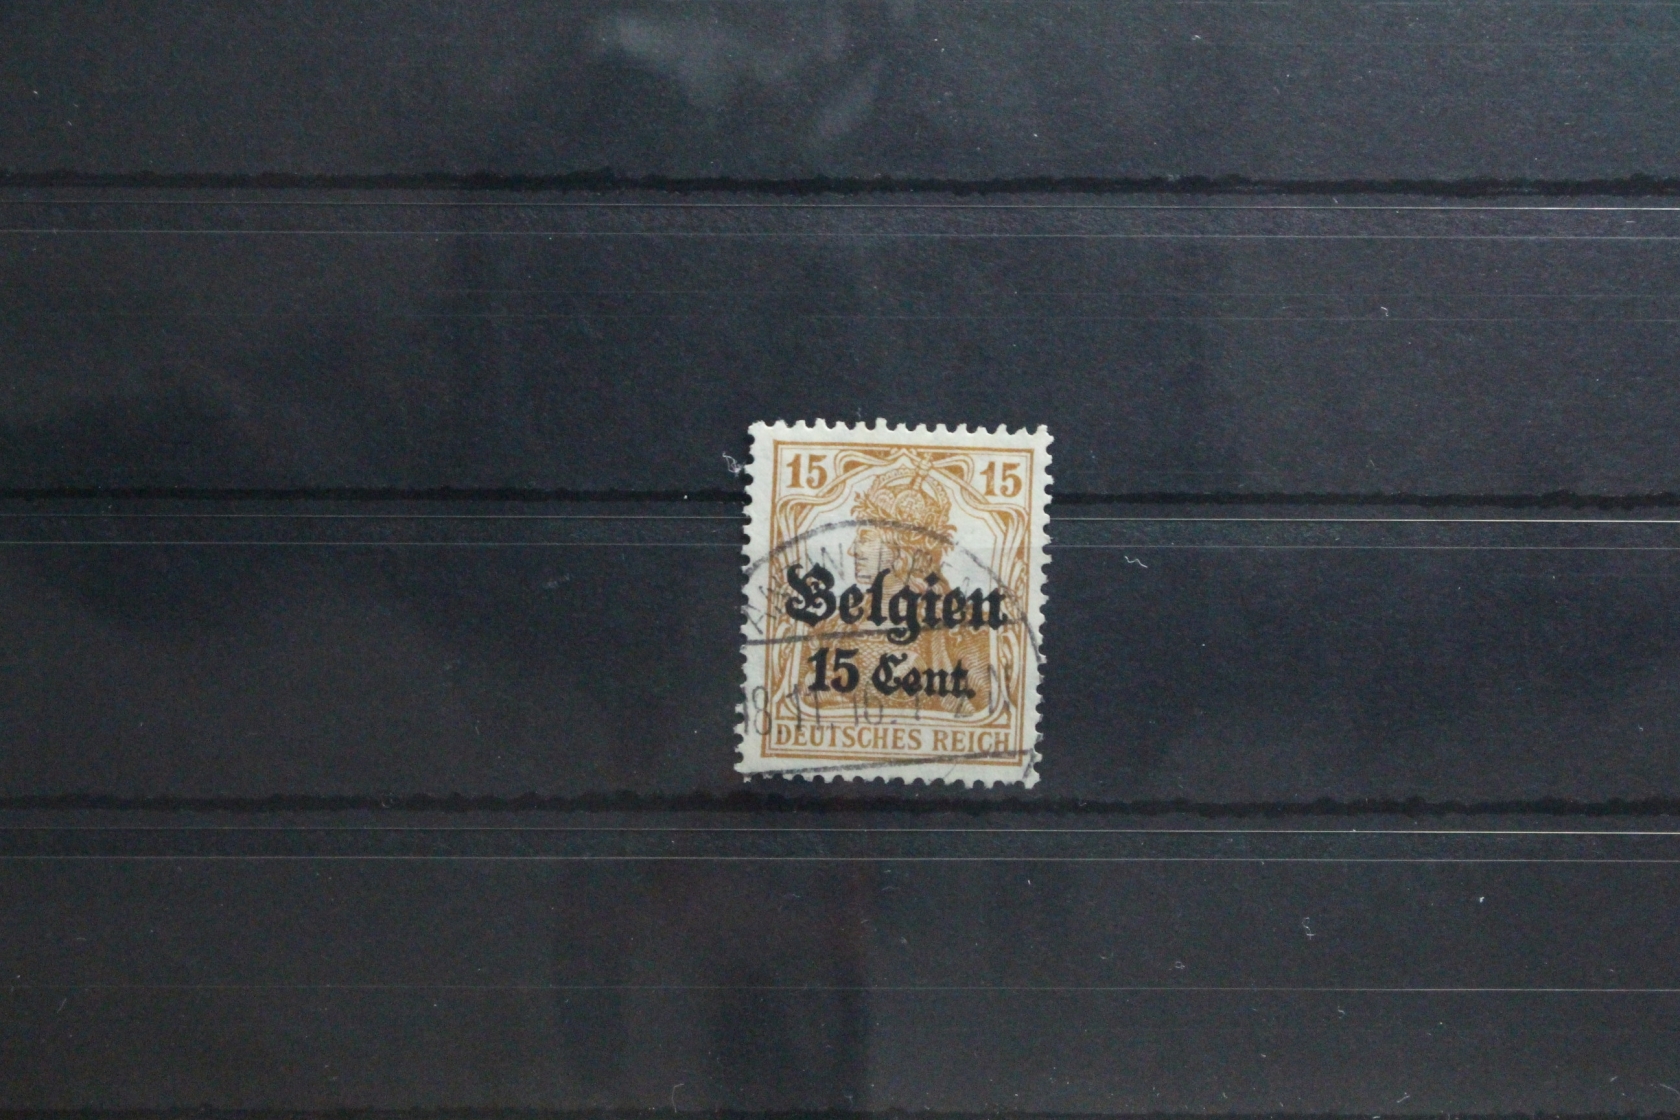 15 15
Belgien
15 Cent.
DEUTSCHES REICH